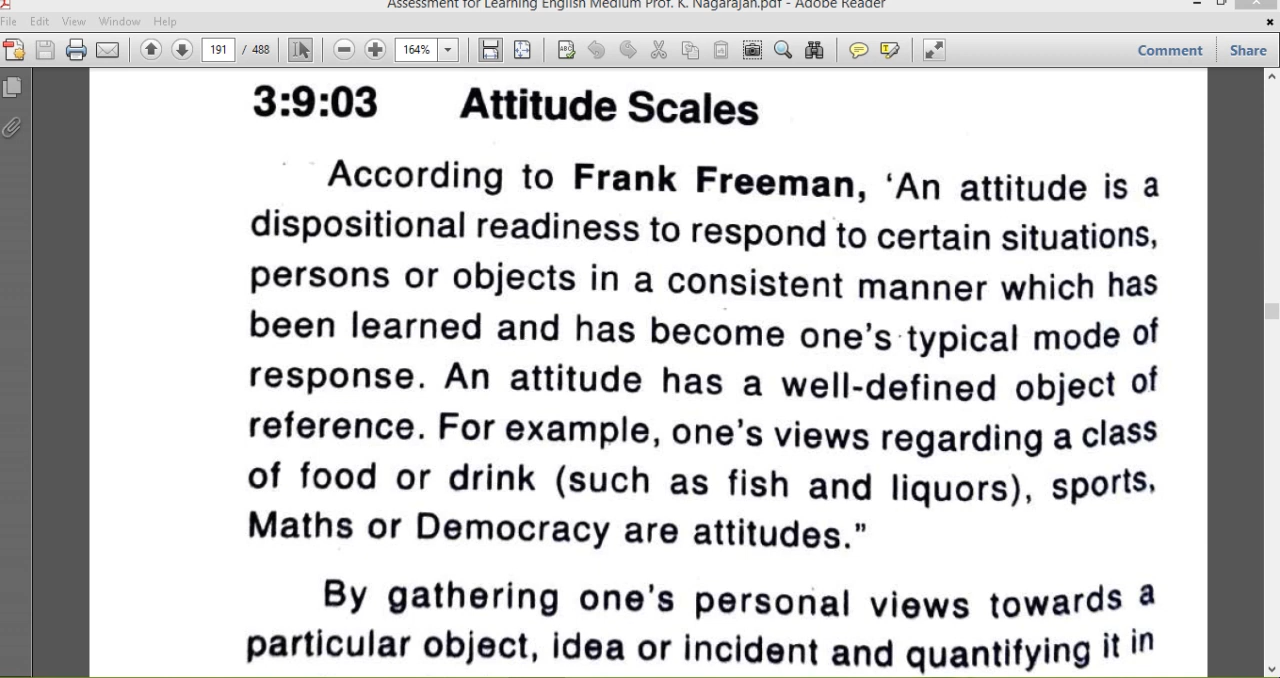 Assessment for Learning English Medium Prof. K. Nagarajan.pdf - Adobe Reader
File Edit View Window Help
191 / 488 164% Comment Share
3:9:03 Attitude Scales
According to Frank Freeman, ‘An attitude is a
dispositional readiness to respond to certain situations,
persons or objects in a consistent manner which has
been learned and has become one’s typical mode of
response. An attitude has a well-defined object of
reference. For example, one’s views regarding a class
of food or drink (such as fish and liquors), sports,
Maths or Democracy are attitudes.”
By gathering one’s personal views towards a
particular object, idea or incident and quantifying it in